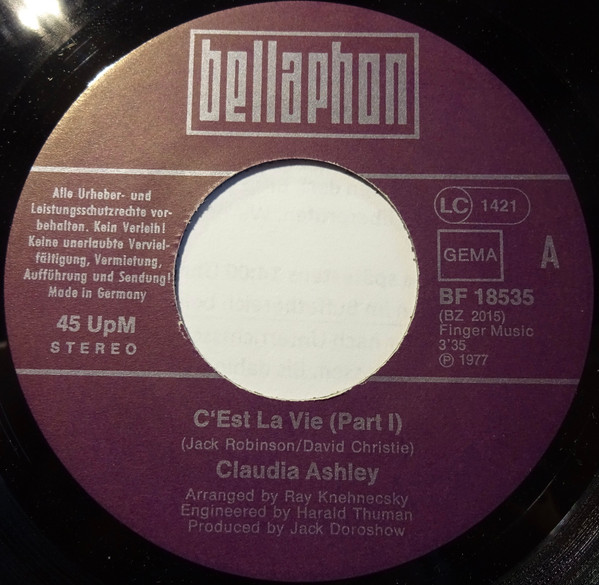 bellaphon
Alle Urheber- und
Leistungsschutzrechte vor-
behalten. Kein Verleih!
Keine unerlaubte Verviel-
fältigung, Vermietung,
Aufführung und Sendung!
Made in Germany
45 UpM
STEREO
LC 1421
GEMA
A
BF 18535
(BZ 2015)
Finger Music
3'35
℗ 1977
C'Est La Vie (Part I)
(Jack Robinson/David Christie)
Claudia Ashley
Arranged by Ray Knehnecsky
Engineered by Harald Thuman
Produced by Jack Doroshow